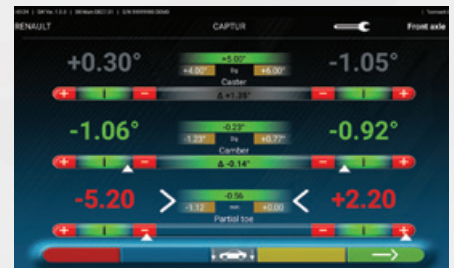 RENAULT CAPTUR Front axle
+0.30° +5.00° -1.05°
+4.00° +6.00°
Caster
Δ +1.35°
-1.06° -0.23° -0.92°
-1.23° +0.77°
Camber
Δ -0.14°
-5.20 -0.56 +2.20
-1.12 mm +0.00
Partial toe